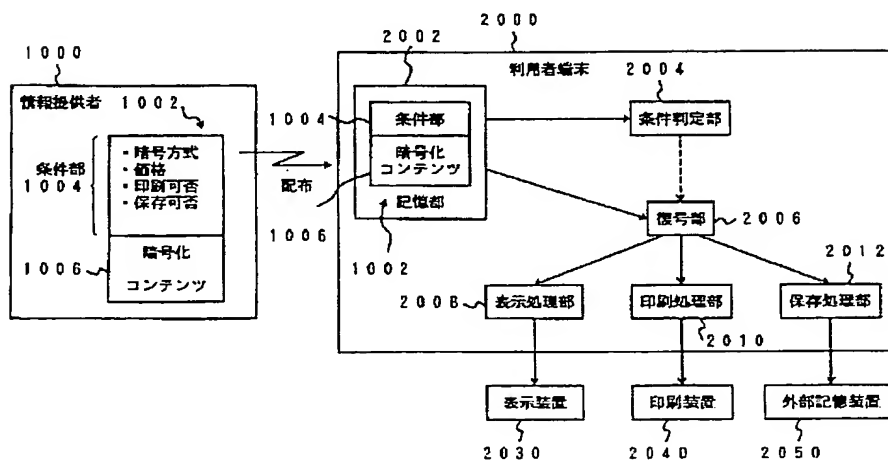 1000
情報提供者
1002
条件部
1004
・暗号方式
・価格
・印刷可否
・保存可否
1006
暗号化
コンテンツ
配布
2000
利用者端末
2002
1004
条件部
暗号化
コンテンツ
1006
記憶部
1002
2004
条件判定部
復号部
2006
2012
2008
表示処理部
印刷処理部
2010
保存処理部
表示装置
2030
印刷装置
2040
外部記憶装置
2050